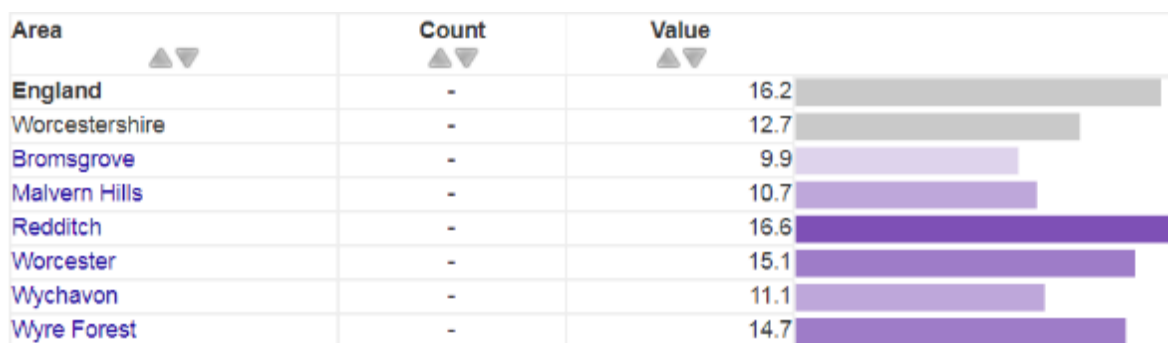 Area Count Value
England - 16.2
Worcestershire - 12.7
Bromsgrove - 9.9
Malvern Hills - 10.7
Redditch - 16.6
Worcester - 15.1
Wychavon - 11.1
Wyre Forest - 14.7